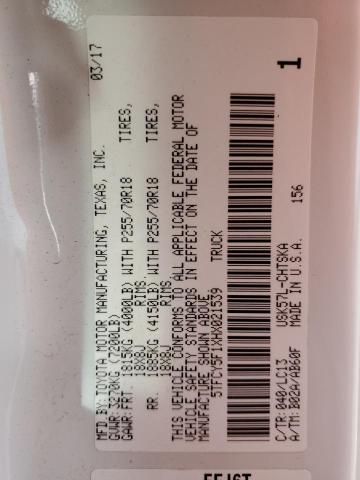 MFD.BY:TOYOTA MOTOR MANUFACTURING, TEXAS, INC. 03/17
GVWR:3270KG(7200LB)
GAWR:FRT. 1815KG(4000LB)WITH P255/70R18 TIRES,
18X8J RIMS,
RR. 1885KG(4150LB)WITH P255/70R18 TIRES,
18X8J RIMS,
THIS VEHICLE CONFORMS TO ALL APPLICABLE FEDERAL MOTOR
VEHICLE SAFETY STANDARDS IN EFFECT ON THE DATE OF
MANUFACTURE SHOWN ABOVE.
5TFCY5F1XHX021539 TRUCK
1
C/TR:040/LC13 USK57L-CHTSKA
A/TM:B02A/AB60F MADE IN U.S.A. 156